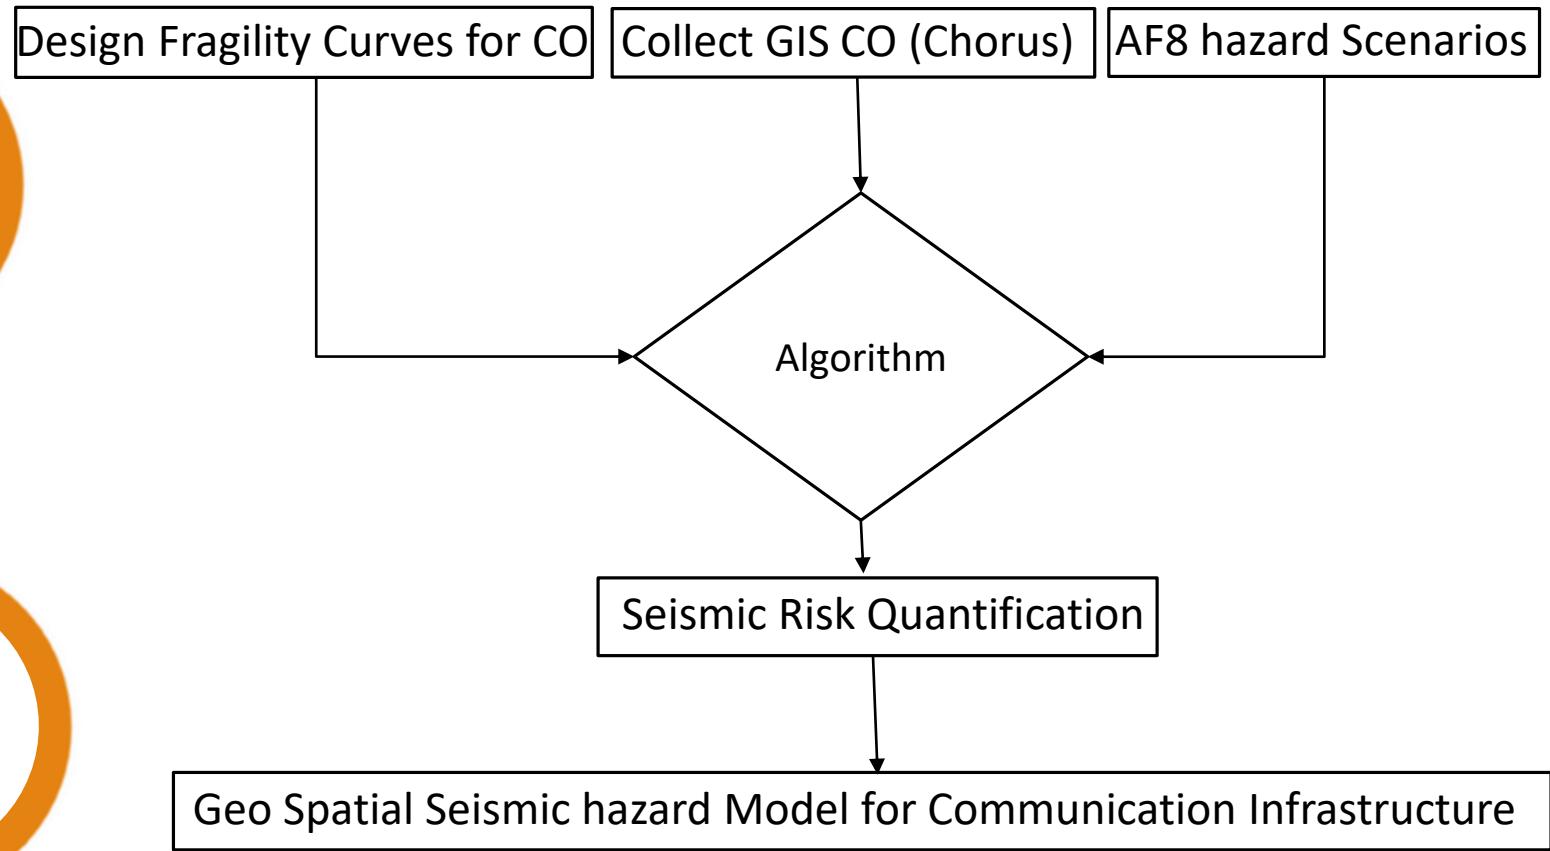 Design Fragility Curves for CO
Collect GIS CO (Chorus)
AF8 hazard Scenarios
Algorithm
Seismic Risk Quantification
Geo Spatial Seismic hazard Model for Communication Infrastructure